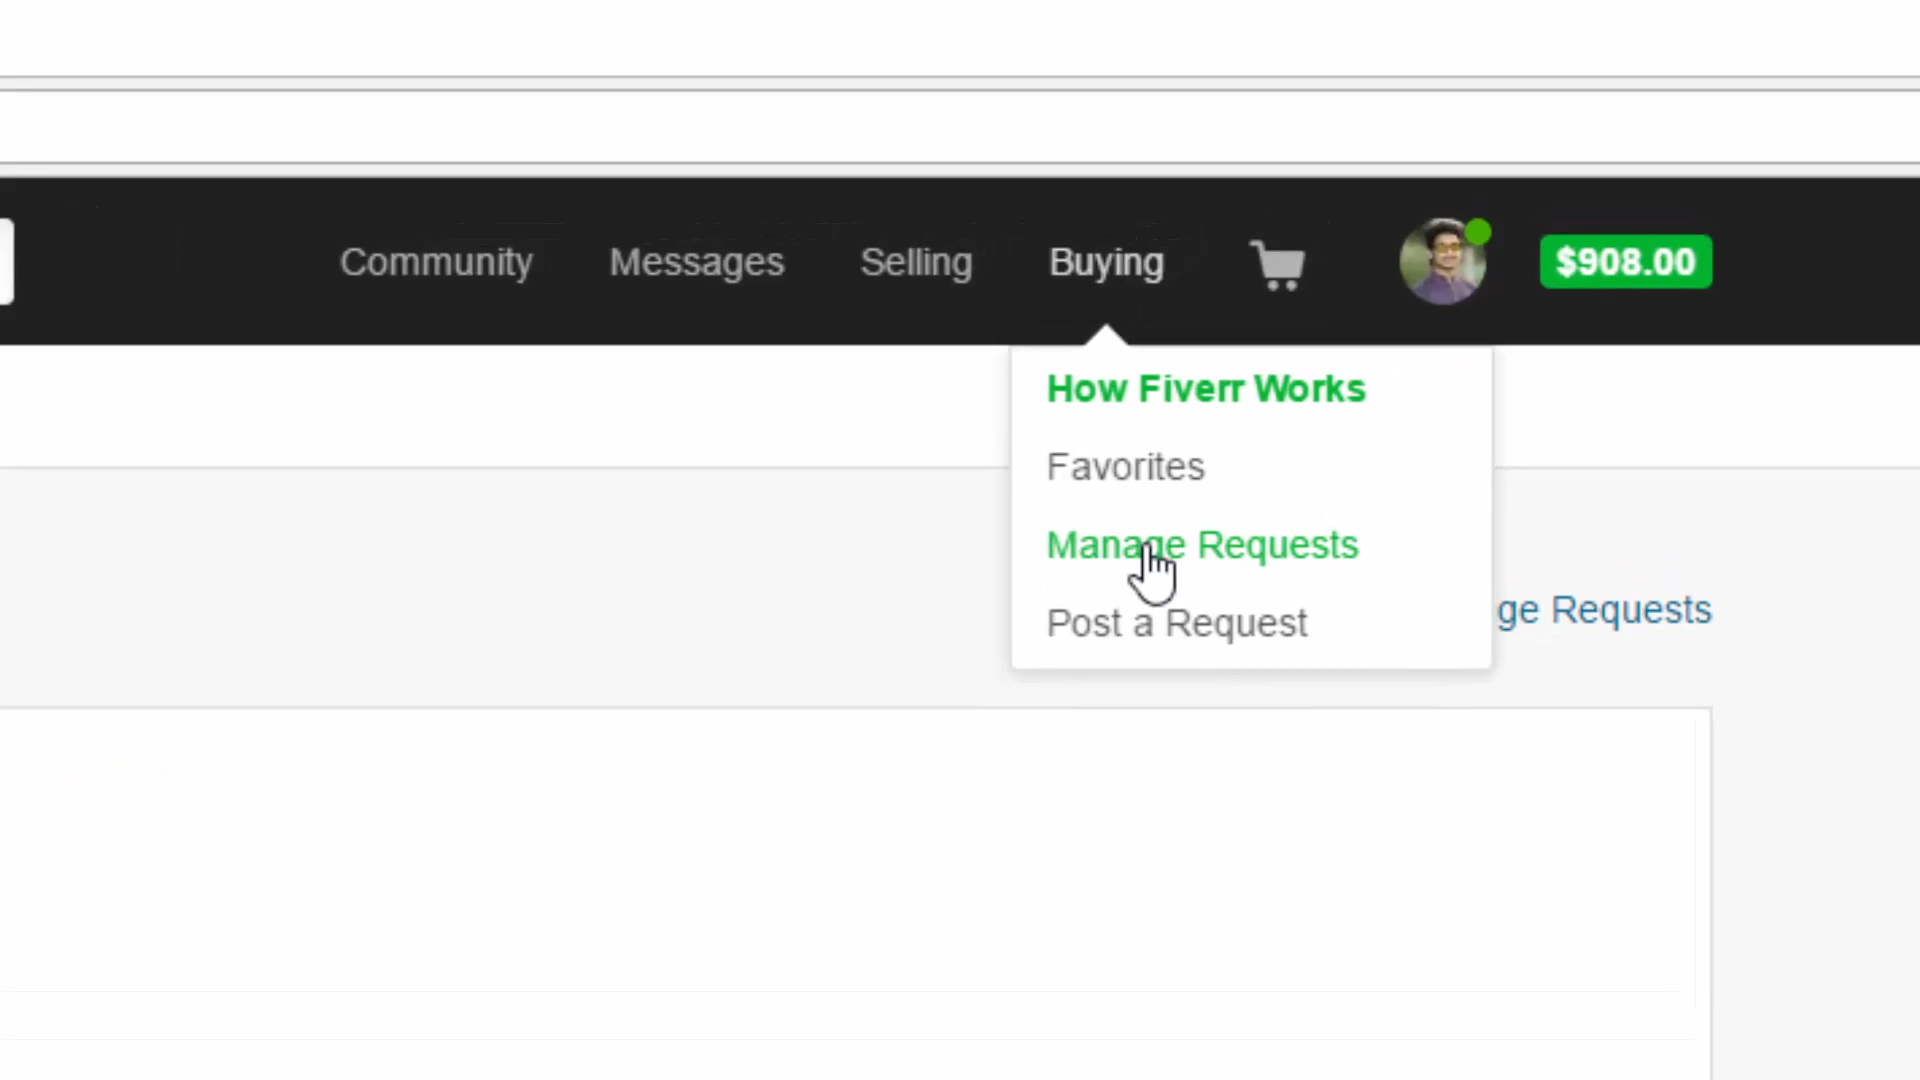 Community Messages Selling Buying $908.00
How Fiverr Works
Favorites
Manage Requests
Post a Request
ge Requests